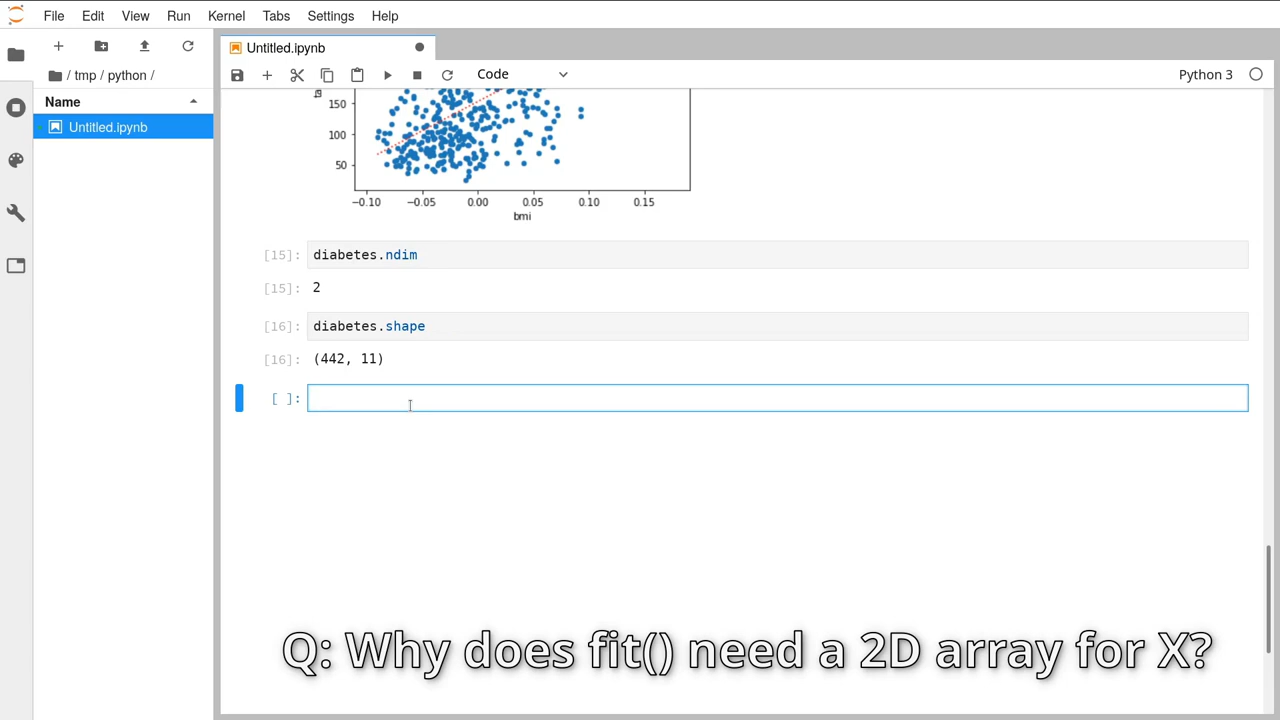 File Edit View Run Kernel Tabs Settings Help
/ tmp / python /
Name
Untitled.ipynb
Untitled.ipynb
Code
Python 3
150
100
50
−0.10 −0.05 0.00 0.05 0.10 0.15
bmi
[15]: diabetes.ndim
[15]: 2
[16]: diabetes.shape
[16]: (442, 11)
[ ]:
Q: Why does fit() need a 2D array for X?